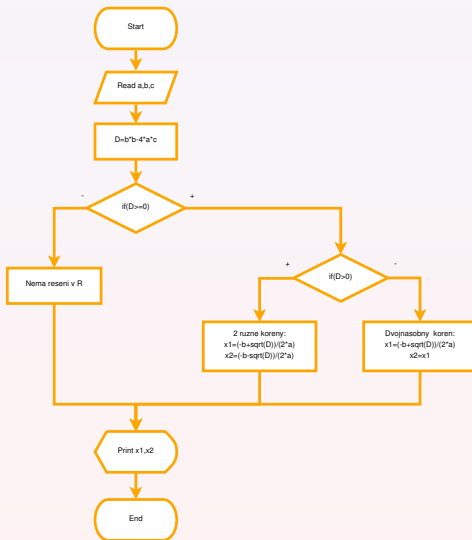 Start
Read a,b,c
D=b*b-4*a*c
-
+
if(D>=0)
+
-
if(D>0)
Nema reseni v R
2 ruzne koreny:
x1=(-b+sqrt(D))/(2*a)
x2=(-b-sqrt(D))/(2*a)
Dvojnasobny koren:
x1=(-b+sqrt(D))/(2*a)
x2=x1
Print x1,x2
End